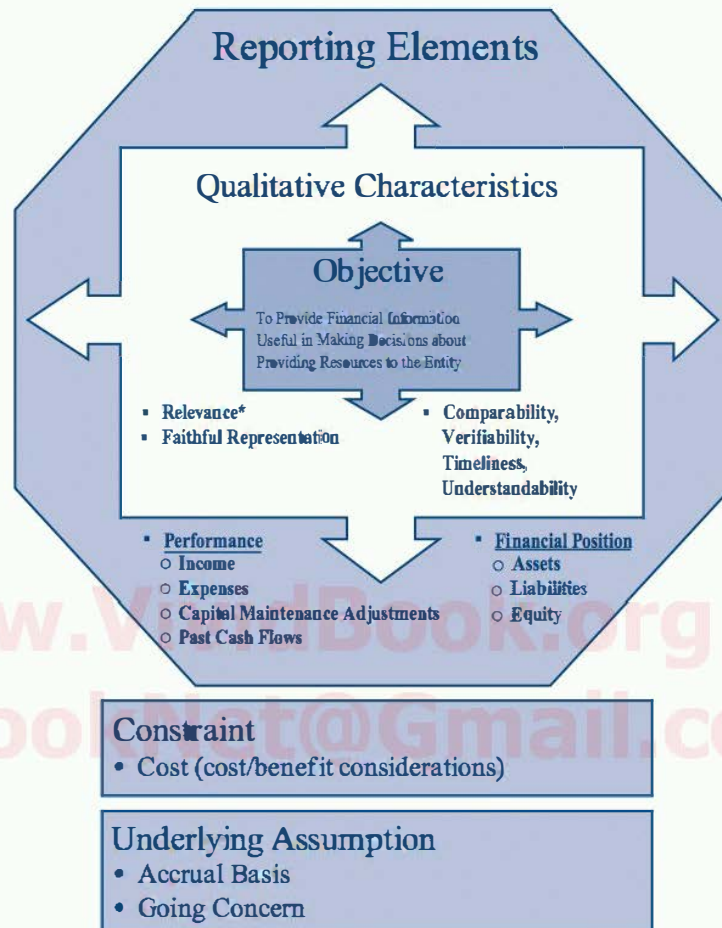 Reporting Elements
Qualitative Characteristics
Objective
To Provide Financial Information
Useful in Making Decisions about
Providing Resources to the Entity
▪ Relevance*
▪ Faithful Representation
▪ Comparability,
Verifiability,
Timeliness,
Understandability
▪ Performance
○ Income
○ Expenses
○ Capital Maintenance Adjustments
○ Past Cash Flows
▪ Financial Position
○ Assets
○ Liabilities
○ Equity
Constraint
• Cost (cost/benefit considerations)
Underlying Assumption
• Accrual Basis
• Going Concern